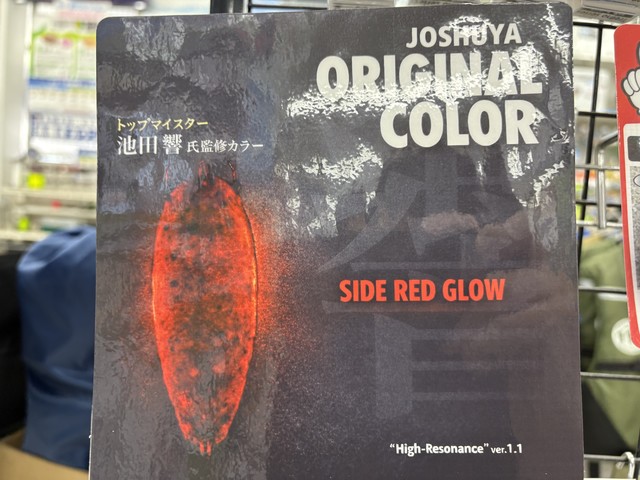 JOSHUYA
ORIGINAL
COLOR
トップマイスター
池田 響 氏監修カラー
響
SIDE RED GLOW
"High-Resonance" ver.1.1